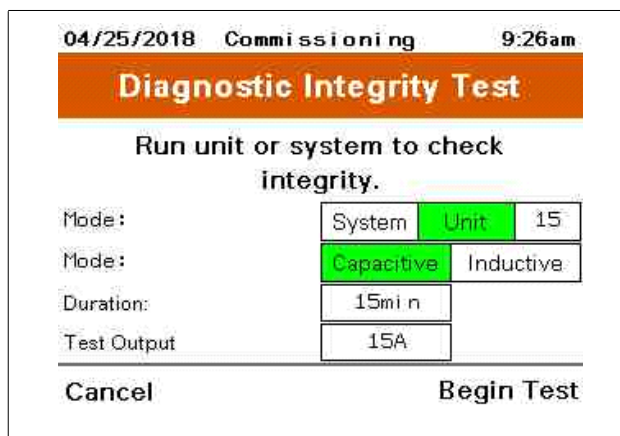 04/25/2018 Commissioning 9:26am
Diagnostic Integrity Test
Run unit or system to check
integrity.
Mode: System Unit 15
Mode: Capacitive Inductive
Duration: 15min
Test Output 15A
Cancel Begin Test